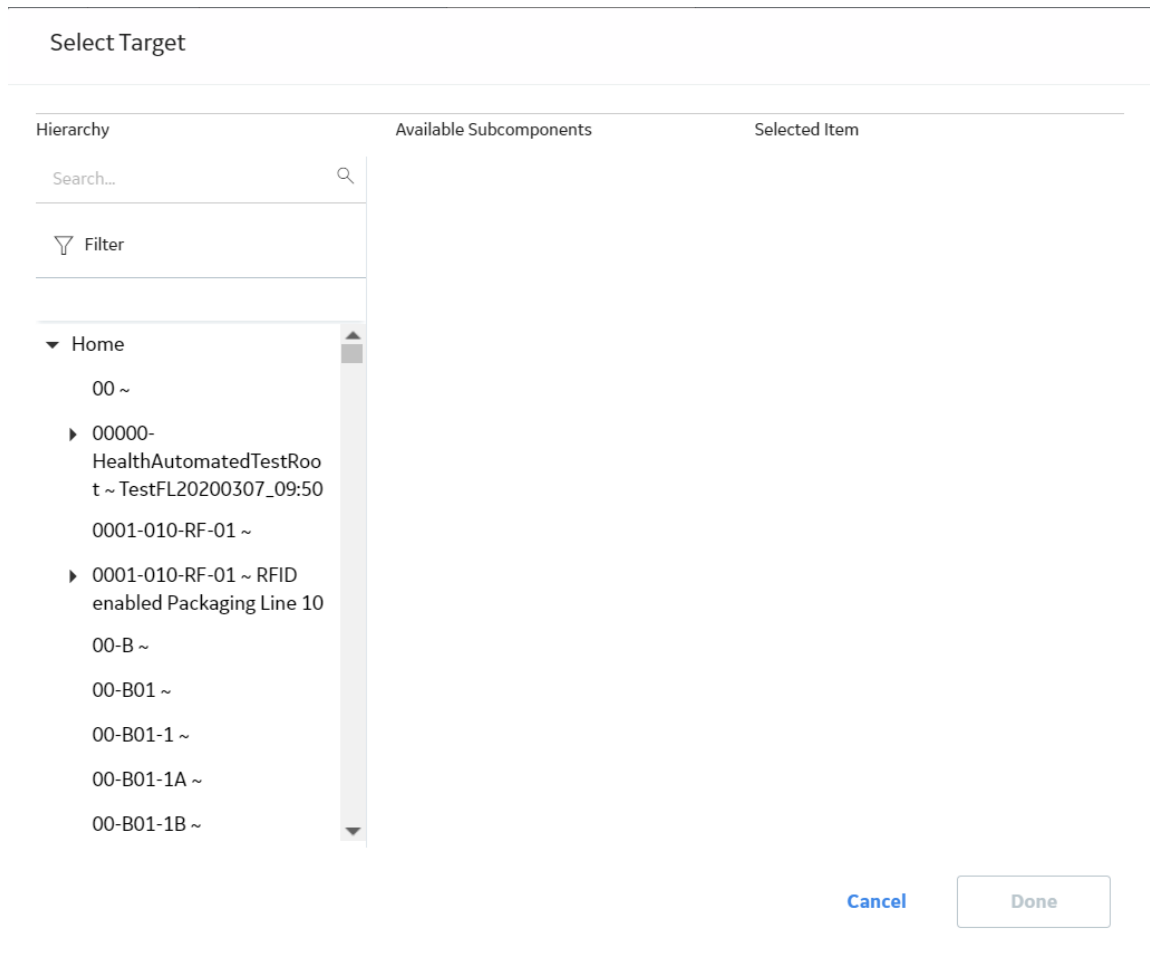 Select Target
Hierarchy
Available Subcomponents
Selected Item
Search...
Filter
Home
00 ~
00000-
HealthAutomatedTestRoo
t ~ TestFL20200307_09:50
0001-010-RF-01 ~
0001-010-RF-01 ~ RFID
enabled Packaging Line 10
00-B ~
00-B01 ~
00-B01-1 ~
00-B01-1A ~
00-B01-1B ~
Cancel
Done